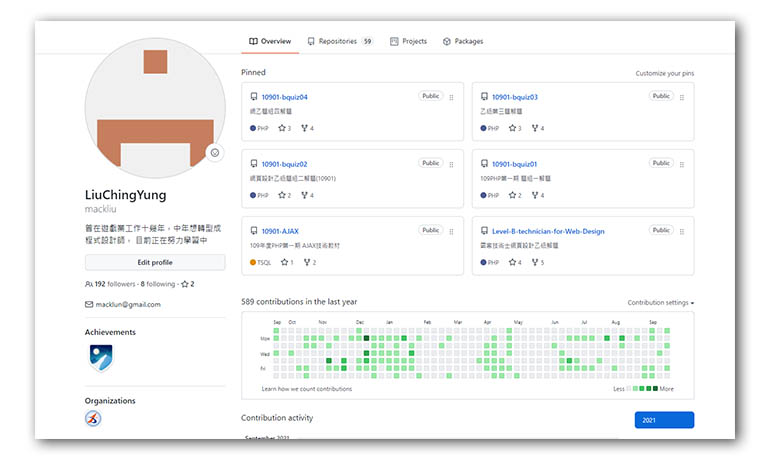 Overview
Repositories 59
Projects
Packages
LiuChingYung
mackliu
曾在遊戲業工作十幾年，中年想轉型成
程式設計師， 目前正在努力學習中
Edit profile
192 followers · 8 following · 2
macklun@gmail.com
Achievements
Organizations
Pinned
Customize your pins
10901-bquiz04
Public
網乙題組四解題
PHP 3 4
10901-bquiz03
Public
乙級第三題解題
PHP 3 4
10901-bquiz02
Public
網頁設計乙級題組二解題(10901)
PHP 2 4
10901-bquiz01
Public
109PHP第一期 題組一解題
PHP 2 4
10901-AJAX
Public
109年度PHP第一期 AJAX技術教材
TSQL 1 2
Level-B-technician-for-Web-Design
Public
技術士網頁設計乙級解題
PHP 4 5
589 contributions in the last year
Contribution settings
Sep Oct Nov Dec Jan Feb Mar Apr May Jun Jul Aug Sep
Mon
Wed
Fri
Learn how we count contributions
Less More
Contribution activity
2021
September 2021